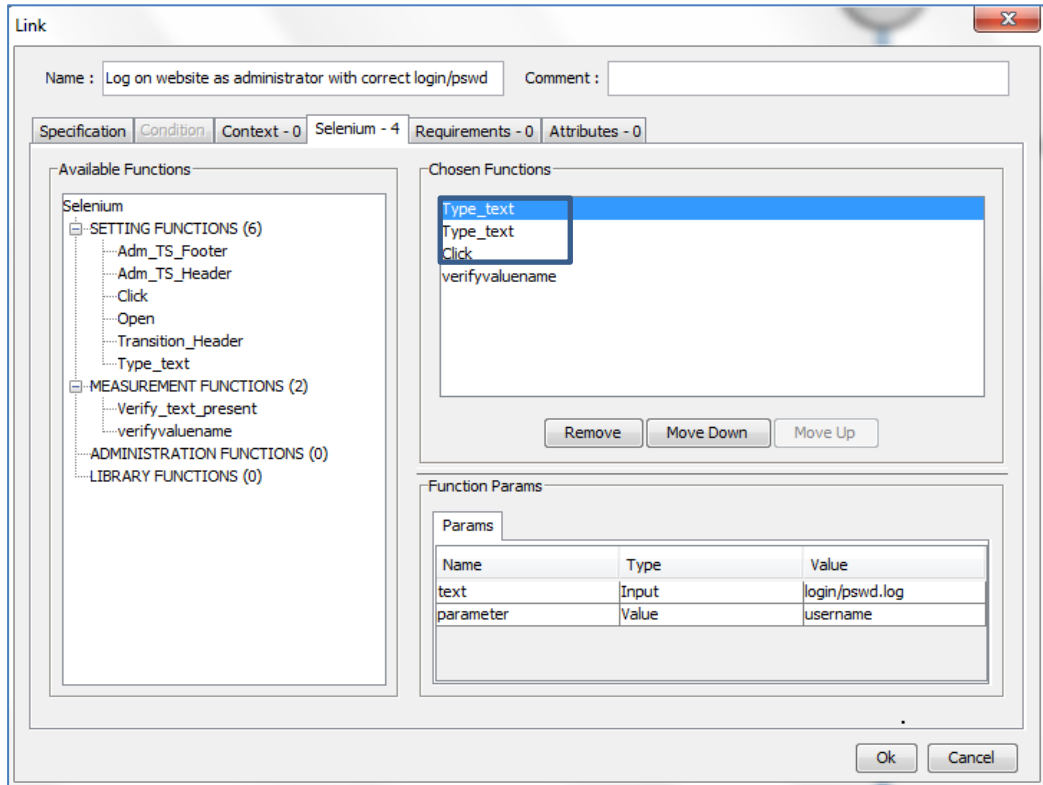 Link
X
Name : Log on website as administrator with correct login/pswd Comment :
Specification Condition Context - 0 Selenium - 4 Requirements - 0 Attributes - 0
Available Functions
Selenium
SETTING FUNCTIONS (6)
Adm_TS_Footer
Adm_TS_Header
Click
Open
Transition_Header
Type_text
MEASUREMENT FUNCTIONS (2)
Verify_text_present
verifyvaluename
ADMINISTRATION FUNCTIONS (0)
LIBRARY FUNCTIONS (0)
Chosen Functions
Type_text
Type_text
Click
verifyvaluename
Remove Move Down Move Up
Function Params
Params
Name Type Value
text Input login/pswd.log
parameter Value username
Ok Cancel